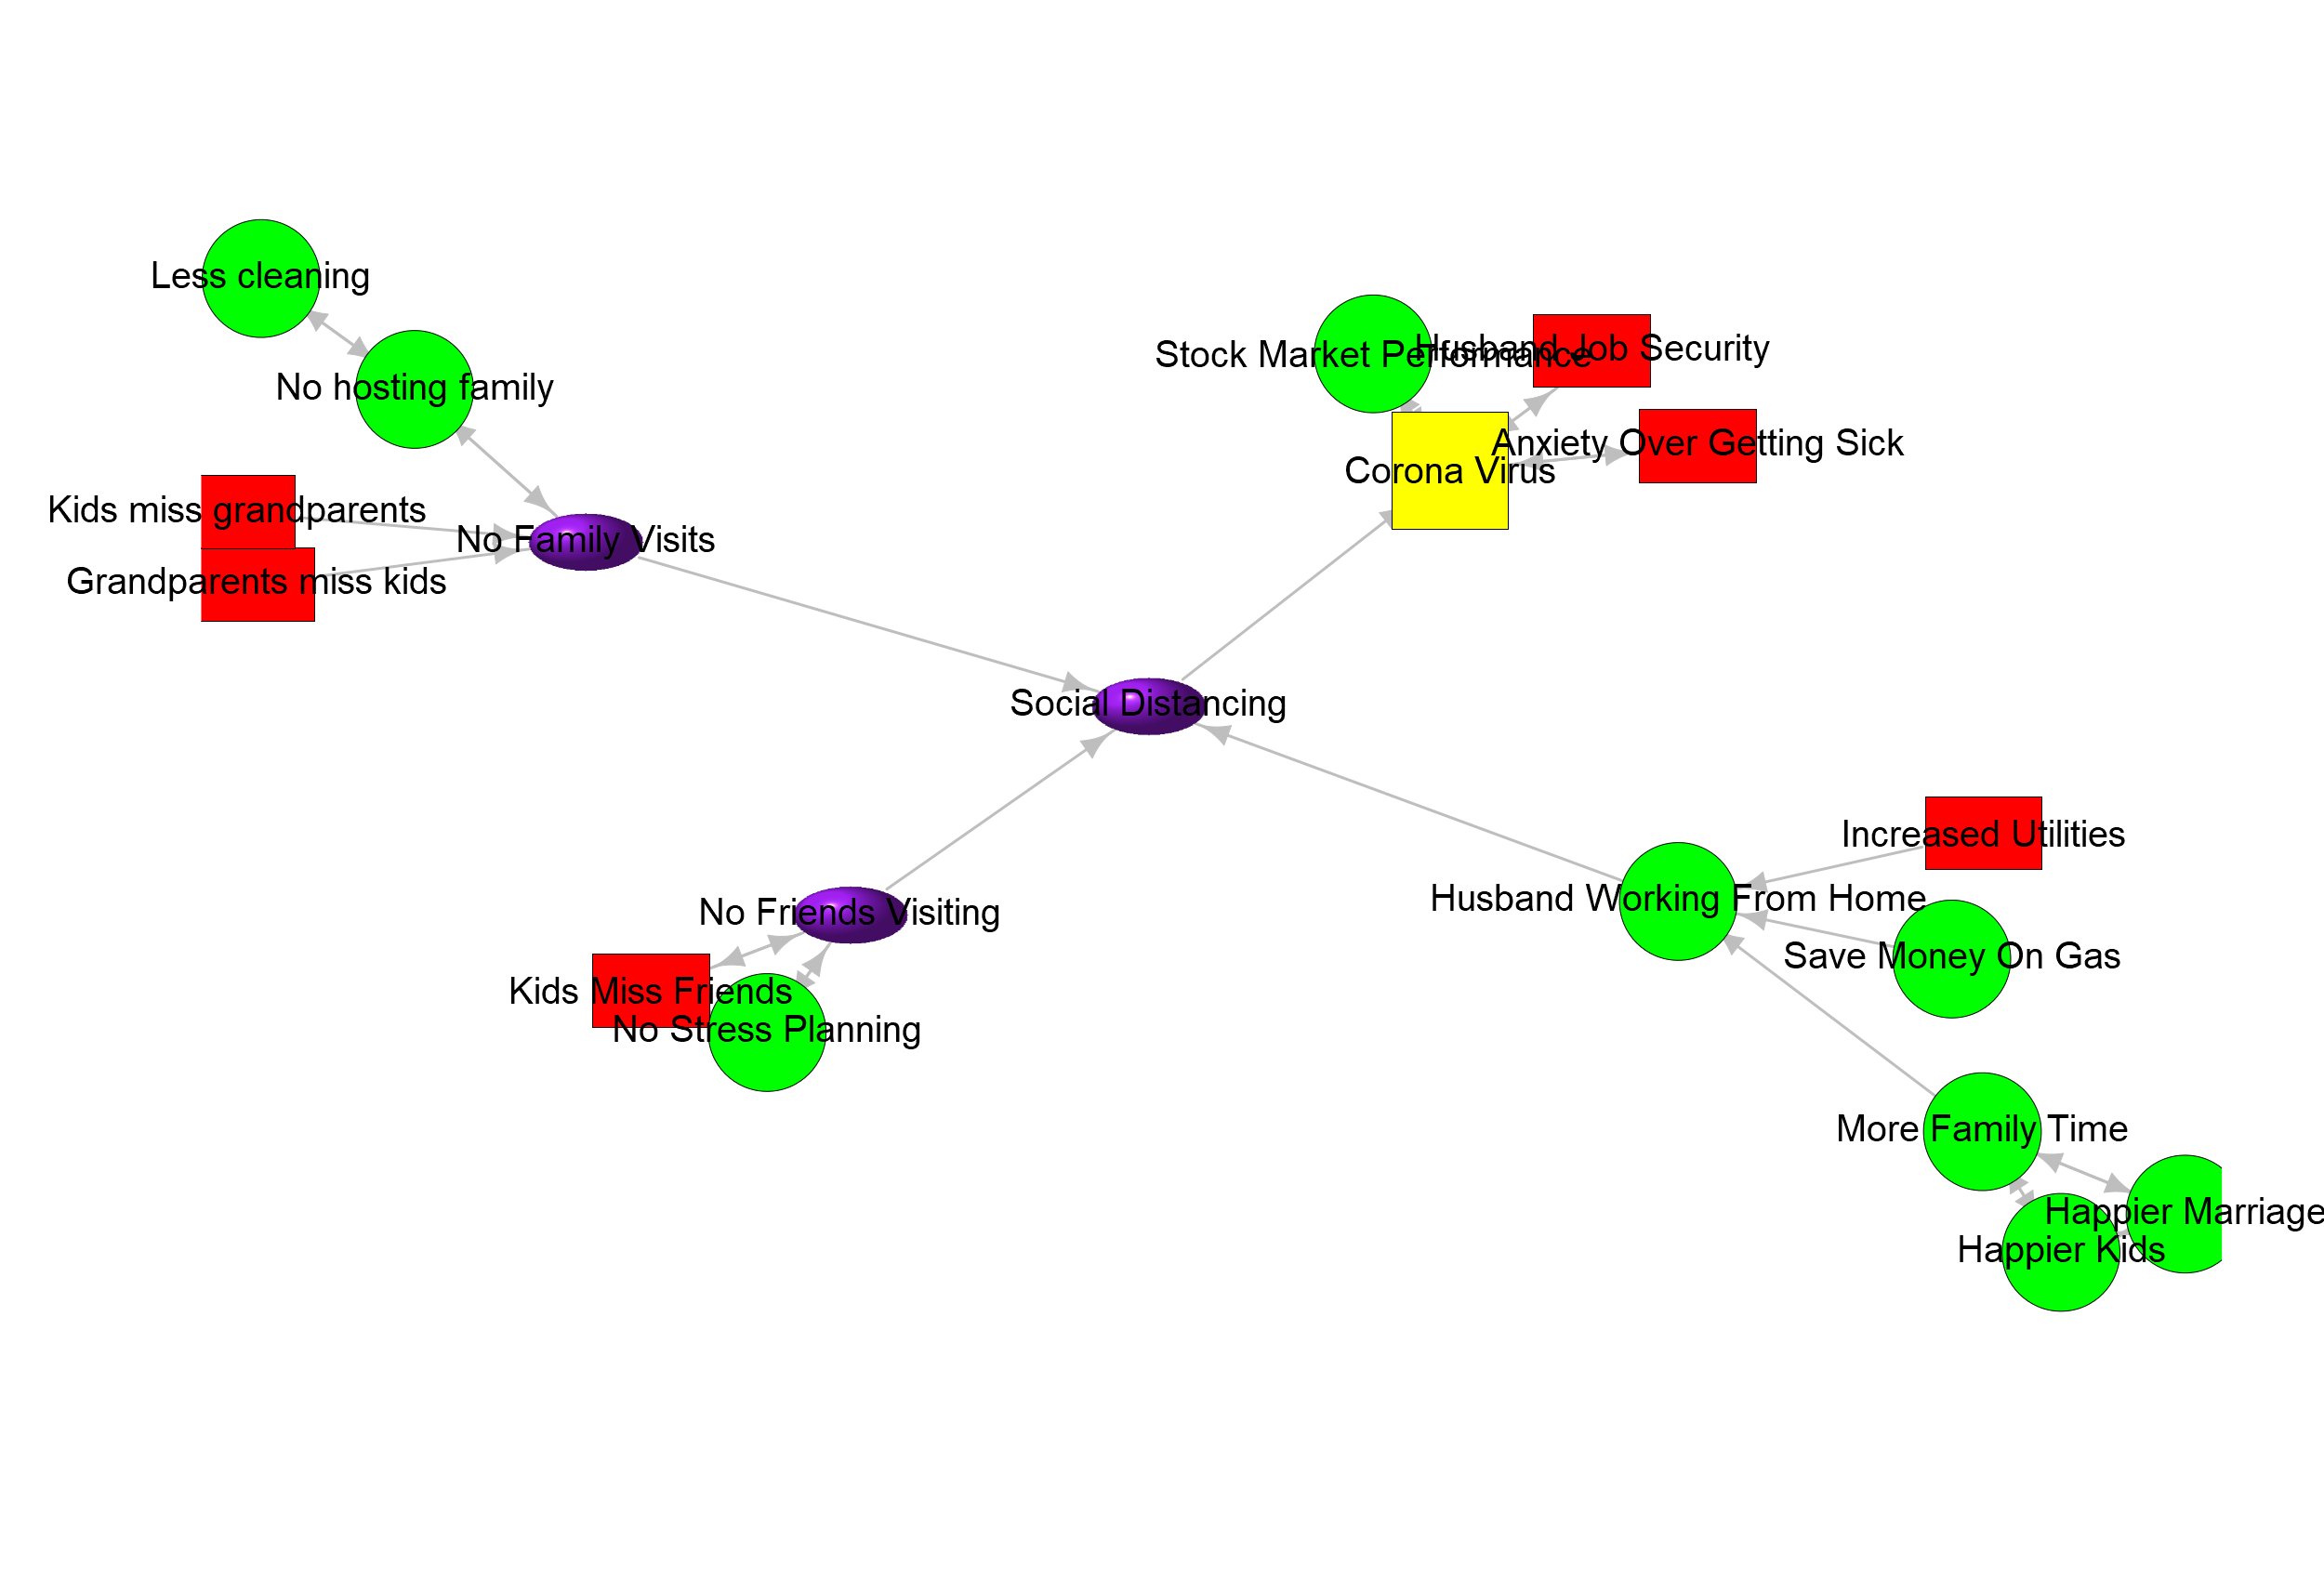 Less cleaning
Stock Market Performance
Husband Job Security
No hosting family
Anxiety Over Getting Sick
Corona Virus
Kids miss grandparents
No Family Visits
Grandparents miss kids
Social Distancing
Increased Utilities
Husband Working From Home
No Friends Visiting
Save Money On Gas
Kids Miss Friends
No Stress Planning
More Family Time
Happier Marriage
Happier Kids